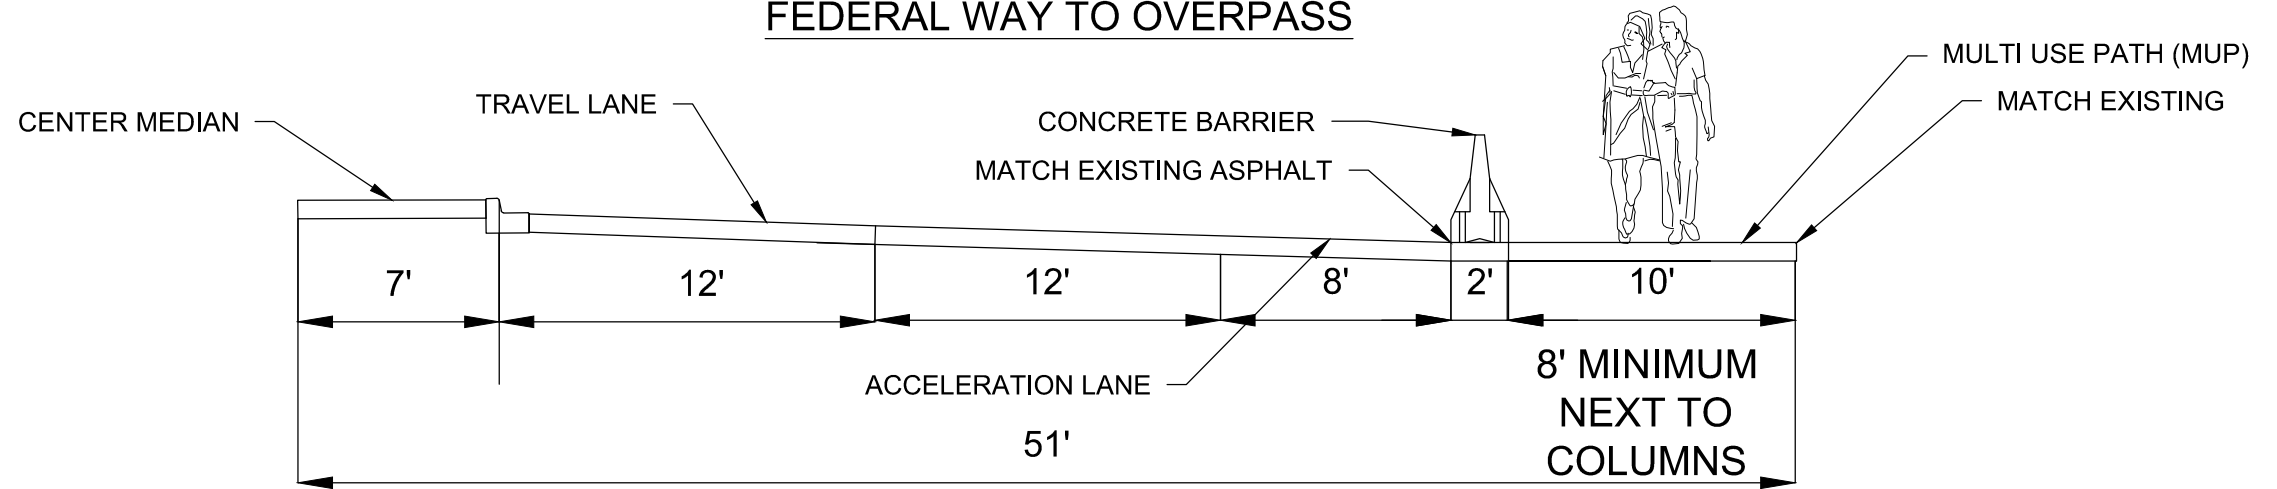 FEDERAL WAY TO OVERPASS
MULTI USE PATH (MUP)
TRAVEL LANE
MATCH EXISTING
CENTER MEDIAN
CONCRETE BARRIER
MATCH EXISTING ASPHALT
7'
12'
12'
8'
2'
10'
ACCELERATION LANE
8' MINIMUM
NEXT TO
COLUMNS
51'